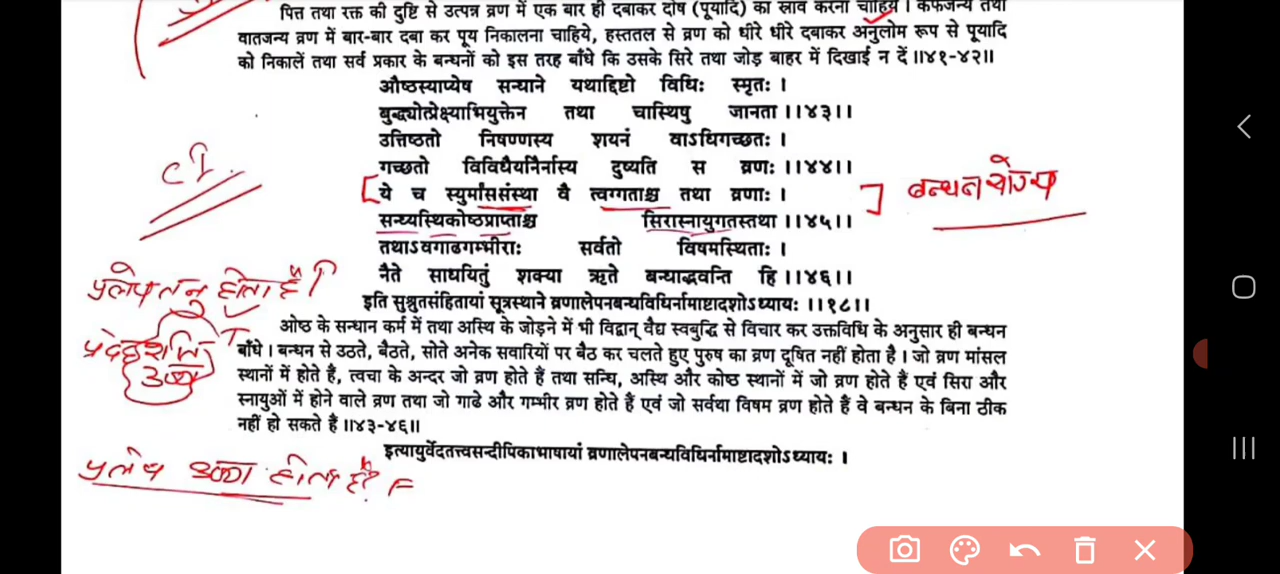 पित्त तथा रक्त की दुष्टि से उत्पन्न व्रण में एक बार ही दबाकर दोष (पूयादि) का स्राव करना चाहिये। कफजन्य तथा
वातजन्य व्रण में बार-बार दबा कर पूय निकालना चाहिये, हस्ततल से व्रण को धीरे धीरे दबाकर अनुलोम रूप से पूयादि
को निकालें तथा सर्व प्रकार के बन्धनों को इस तरह बाँधे कि उसके सिरे तथा जोड़ बाहर में दिखाई न दें॥४१-४२॥
औष्ठस्याप्येष सन्धाने यथोद्दिष्टो विधिः स्मृतः ।
बुद्ध्योत्प्रेक्ष्याभियुक्तेन तथा चास्थिषु जानता ।।४३।।
उत्तिष्ठतो निषण्णस्य शयनं वाऽधिगच्छतः ।
गच्छतो विविधैर्यानैर्नास्य दुष्यति स व्रणः ।।४४।।
[ ये च स्युर्मांससंस्था वै त्वग्गताश्च तथा व्रणाः । ] बन्धन योग्य
सन्ध्यस्थिकोष्ठप्राप्ताश्च सिरास्नायुगतस्तथा ।।४५।।
तथाऽवगाढगम्भीराः सर्वतो विषमस्थिताः ।
नैते साधयितुं शक्या ऋते बन्धाद्भवन्ति हि ।।४६।।
प्रलेप तनु होता है।
इति सुश्रुतसंहितायां सूत्रस्थाने व्रणालेपनबन्धविधिर्नामाष्टादशोऽध्यायः ।।१८।।
ओष्ठ के सन्धान कर्म में तथा अस्थि के जोड़ने में भी विद्वान् वैद्य स्वबुद्धि से विचार कर उक्तविधि के अनुसार ही बन्धन
बाँधे । बन्धन से उठते, बैठते, सोते अनेक सवारियों पर बैठ कर चलते हुए पुरुष का व्रण दूषित नहीं होता है । जो व्रण मांसल
स्थानों में होते हैं, त्वचा के अन्दर जो व्रण होते हैं तथा सन्धि, अस्थि और कोष्ठ स्थानों में जो व्रण होते हैं एवं सिरा और
स्नायुओं में होने वाले व्रण तथा जो गाढे और गम्भीर व्रण होते हैं एवं जो सर्वथा विषम व्रण होते हैं वे बन्धन के बिना ठीक
नहीं हो सकते हैं ॥४३-४६॥
इत्यायुर्वेदतत्त्वसन्दीपिकाभाषायां व्रणालेपनबन्धविधिर्नामाष्टादशोऽध्यायः ।
प्रलेप उष्ण होता है F